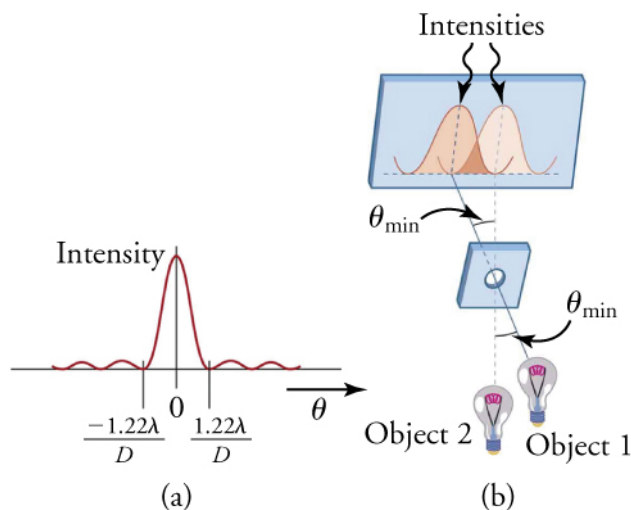 Intensities
θmin
θmin
Object 2
Object 1
(b)
Intensity
0
θ
−1.22λ
D
1.22λ
D
(a)